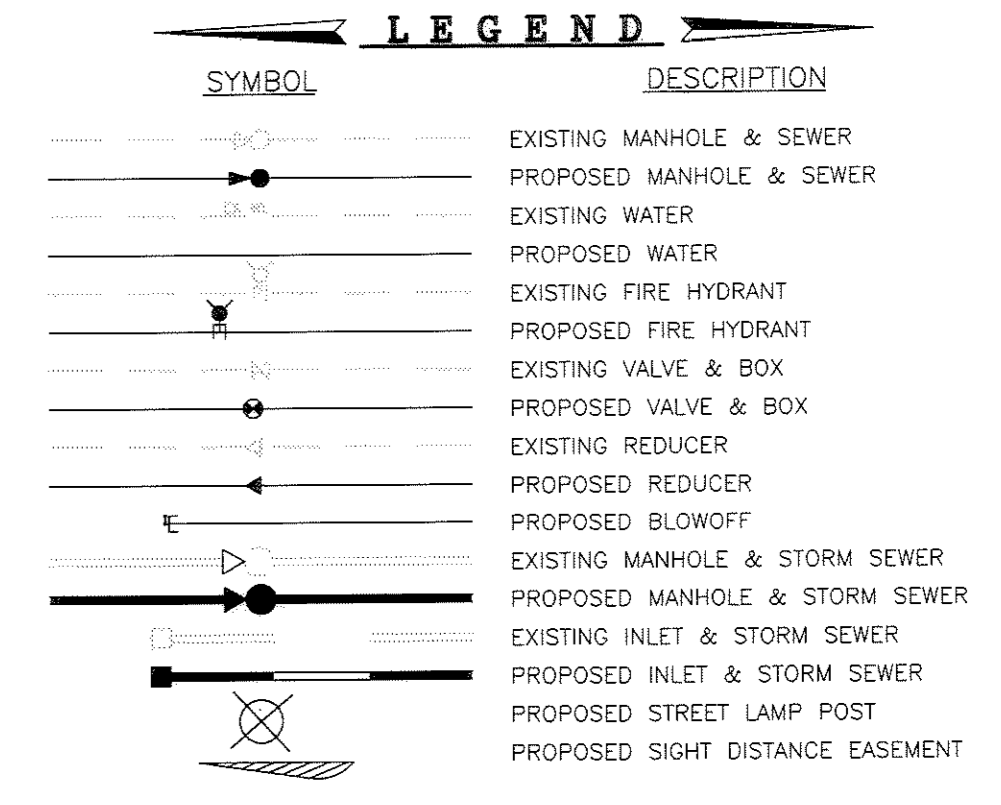 LEGEND
SYMBOL DESCRIPTION
EXISTING MANHOLE & SEWER
PROPOSED MANHOLE & SEWER
EXISTING WATER
PROPOSED WATER
EXISTING FIRE HYDRANT
PROPOSED FIRE HYDRANT
EXISTING VALVE & BOX
PROPOSED VALVE & BOX
EXISTING REDUCER
PROPOSED REDUCER
PROPOSED BLOWOFF
EXISTING MANHOLE & STORM SEWER
PROPOSED MANHOLE & STORM SEWER
EXISTING INLET & STORM SEWER
PROPOSED INLET & STORM SEWER
PROPOSED STREET LAMP POST
PROPOSED SIGHT DISTANCE EASEMENT